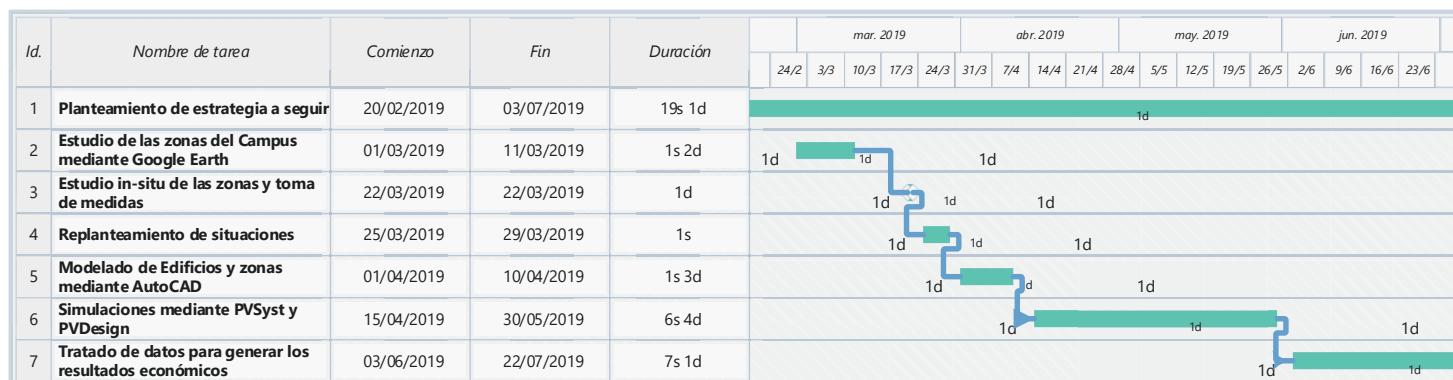 Id. Nombre de tarea Comienzo Fin Duración mar. 2019 abr. 2019 may. 2019 jun. 2019
24/2 3/3 10/3 17/3 24/3 31/3 7/4 14/4 21/4 28/4 5/5 12/5 19/5 26/5 2/6 9/6 16/6 23/6
1 Planteamiento de estrategia a seguir 20/02/2019 03/07/2019 19s 1d 1d
2 Estudio de las zonas del Campus
mediante Google Earth 01/03/2019 11/03/2019 1s 2d 1d 1d 1d
3 Estudio in-situ de las zonas y toma
de medidas 22/03/2019 22/03/2019 1d 1d 1d 1d
4 Replanteamiento de situaciones 25/03/2019 29/03/2019 1s 1d 1d 1d
5 Modelado de Edificios y zonas
mediante AutoCAD 01/04/2019 10/04/2019 1s 3d 1d d 1d
6 Simulaciones mediante PVSyst y
PVDesign 15/04/2019 30/05/2019 6s 4d 1d 1d 1d
7 Tratado de datos para generar los
resultados económicos 03/06/2019 22/07/2019 7s 1d 1d 1d